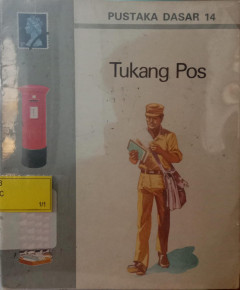 PUSTAKA DASAR 14
Tukang Pos